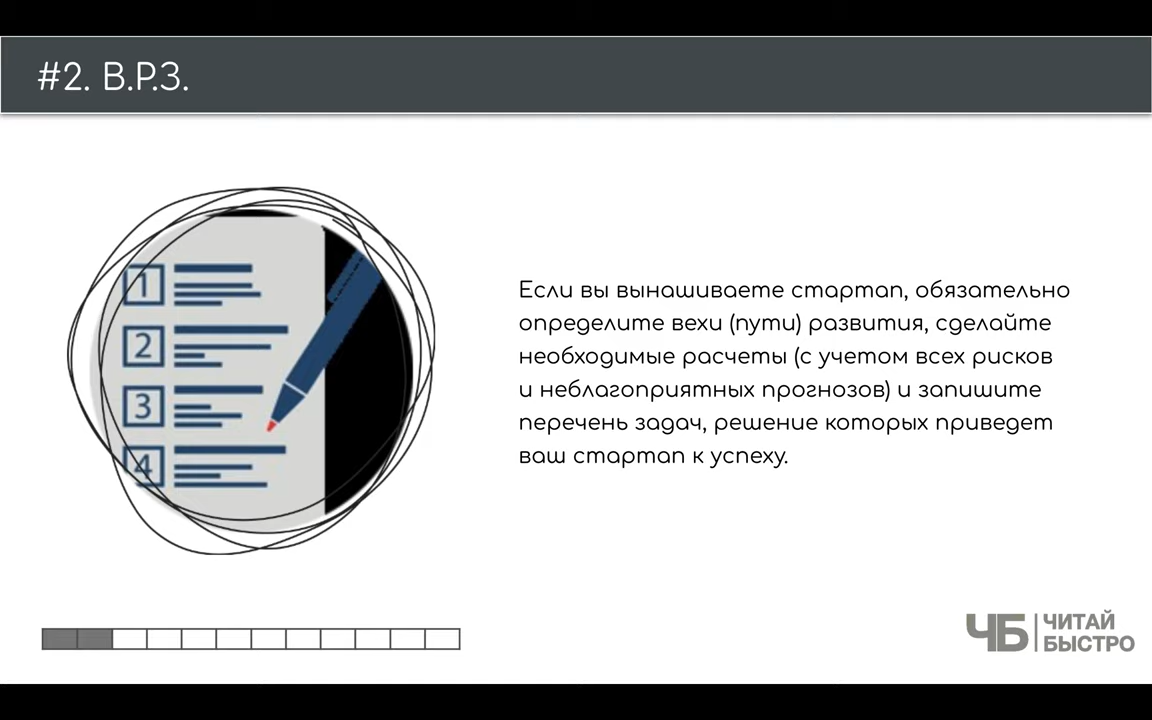 #2. В.Р.З.
1
2
3
4
Если вы вынашиваете стартап, обязательно
определите вехи (пути) развития, сделайте
необходимые расчеты (с учетом всех рисков
и неблагоприятных прогнозов) и запишите
перечень задач, решение которых приведет
ваш стартап к успеху.
ЧБ
ЧИТАЙ
БЫСТРО